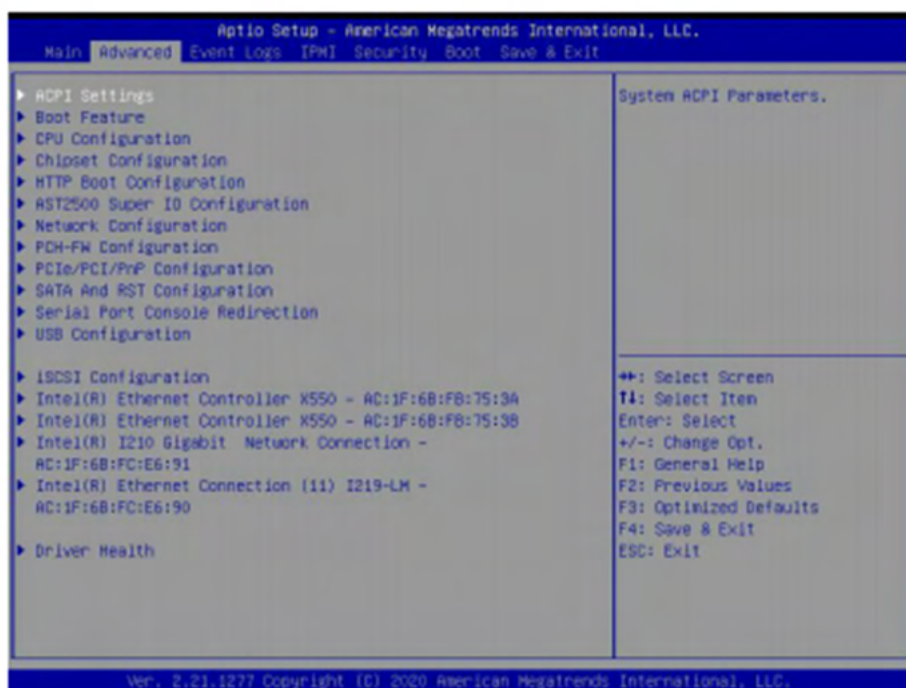 Aptio Setup - American Megatrends International, LLC.
Main Advanced Event Logs IPMI Security Boot Save & Exit
ACPI Settings
Boot Feature
CPU Configuration
Chipset Configuration
HTTP Boot Configuration
AST2500 Super IO Configuration
Network Configuration
PCH-FW Configuration
PCIe/PCI/PnP Configuration
SATA And RST Configuration
Serial Port Console Redirection
USB Configuration
iSCSI Configuration
Intel(R) Ethernet Controller X550 - AC:1F:6B:FB:75:3A
Intel(R) Ethernet Controller X550 - AC:1F:6B:FB:75:3B
Intel(R) I210 Gigabit  Network Connection -
AC:1F:6B:FC:E6:91
Intel(R) Ethernet Connection (11) I219-LM -
AC:1F:6B:FC:E6:90
Driver Health
System ACPI Parameters.
→←: Select Screen
↑↓: Select Item
Enter: Select
+/-: Change Opt.
F1: General Help
F2: Previous Values
F3: Optimized Defaults
F4: Save & Exit
ESC: Exit
Ver. 2.21.1277 Copyright (C) 2020 American Megatrends International, LLC.